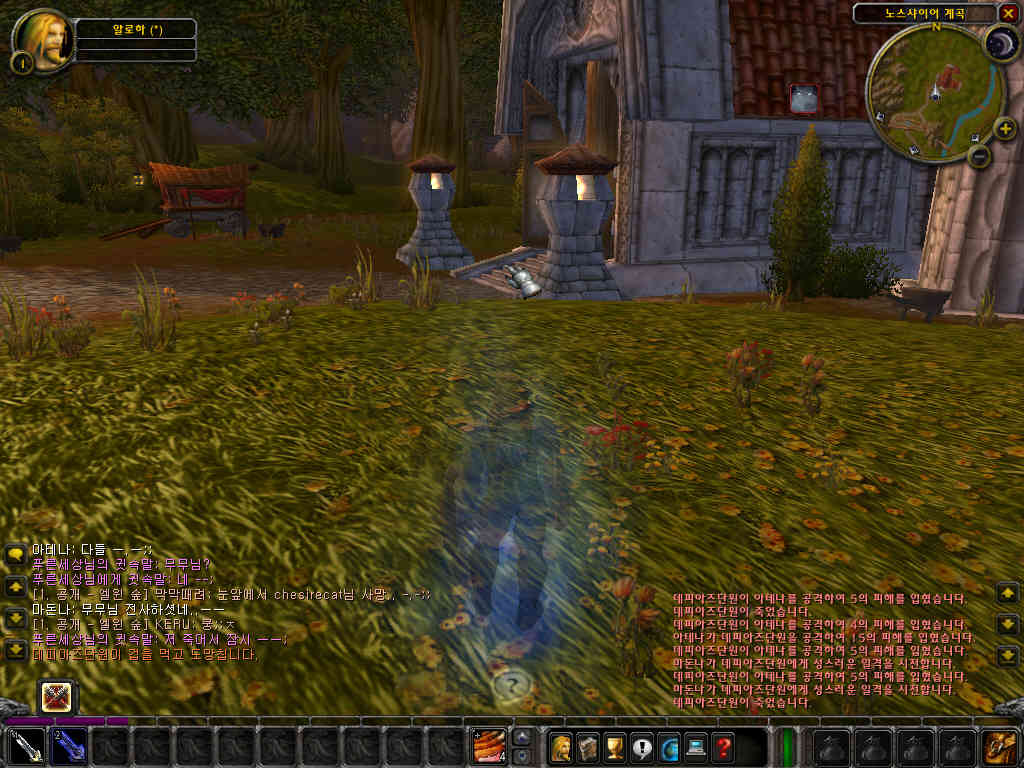 알로하 (*)
1
노스샤이어 계곡
N
아테나: 다들 ㅡ,ㅡ;;
푸른세상님의 귓속말: 무무님?
푸른세상님에게 귓속말: 네 --;
[1. 공개 - 엘윈 숲] 막막때려: 눈앞에서 chesirecat님 사망.. -.-;;
마돈나: 무무님 전사하셧네..ㅡㅡ
[1. 공개 - 엘윈 숲] KERU: 쿵;;ㅈ
푸른세상님의 귓속말: 저 죽어서 잠시 ㅡㅡ;
데피아즈단원이 겁을 먹고 도망칩니다.
데피아즈단원이 아테나를 공격하여 5의 피해를 입혔습니다.
데피아즈단원이 죽었습니다.
데피아즈단원이 아테나를 공격하여 4의 피해를 입혔습니다.
아테나가 데피아즈단원을 공격하여 15의 피해를 입혔습니다.
데피아즈단원이 아테나를 공격하여 5의 피해를 입혔습니다.
마돈나가 데피아즈단원에게 성스러운 일격을 시전합니다.
데피아즈단원이 아테나를 공격하여 5의 피해를 입혔습니다.
마돈나가 데피아즈단원에게 성스러운 일격을 시전합니다.
데피아즈단원이 죽었습니다.
2
4